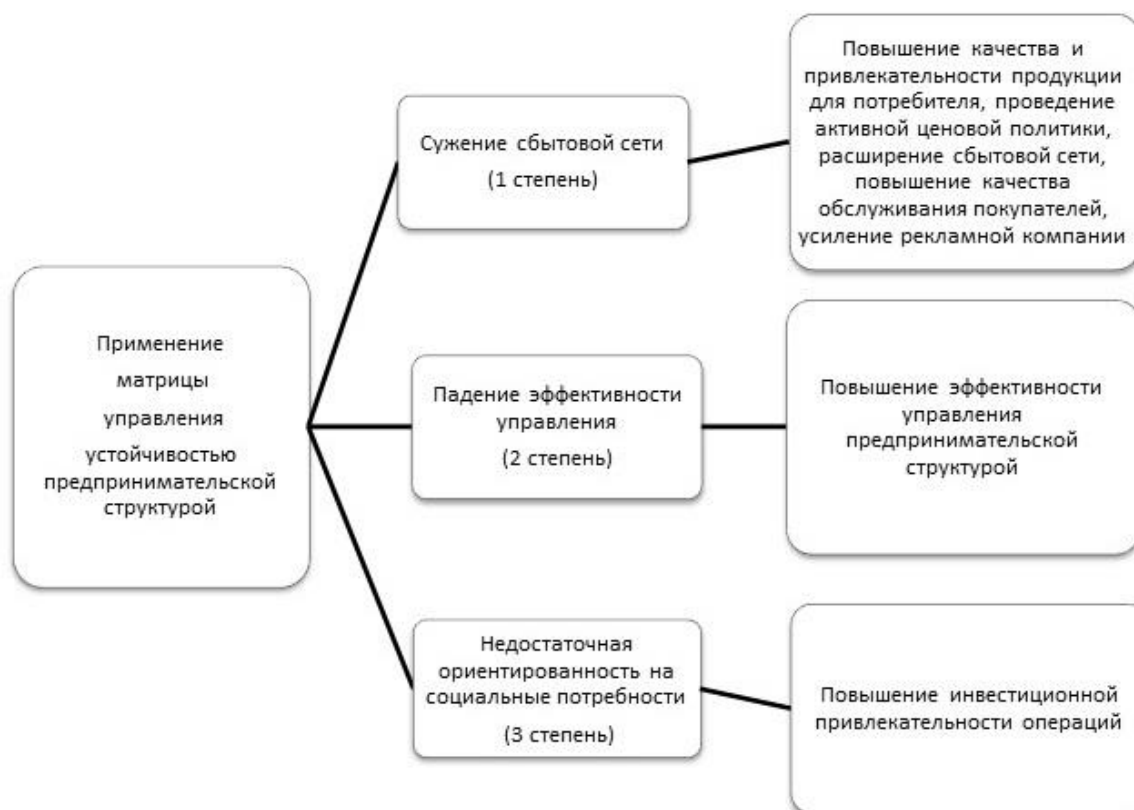 Применение
матрицы
управления
устойчивостью
предпринимательской
структурой
Сужение сбытовой сети
(1 степень)
Повышение качества и
привлекательности продукции
для потребителя, проведение
активной ценовой политики,
расширение сбытовой сети,
повышение качества
обслуживания покупателей,
усиление рекламной компании
Падение эффективности
управления
(2 степень)
Повышение эффективности
управления
предпринимательской
структурой
Недостаточная
ориентированность на
социальные потребности
(3 степень)
Повышение инвестиционной
привлекательности операций